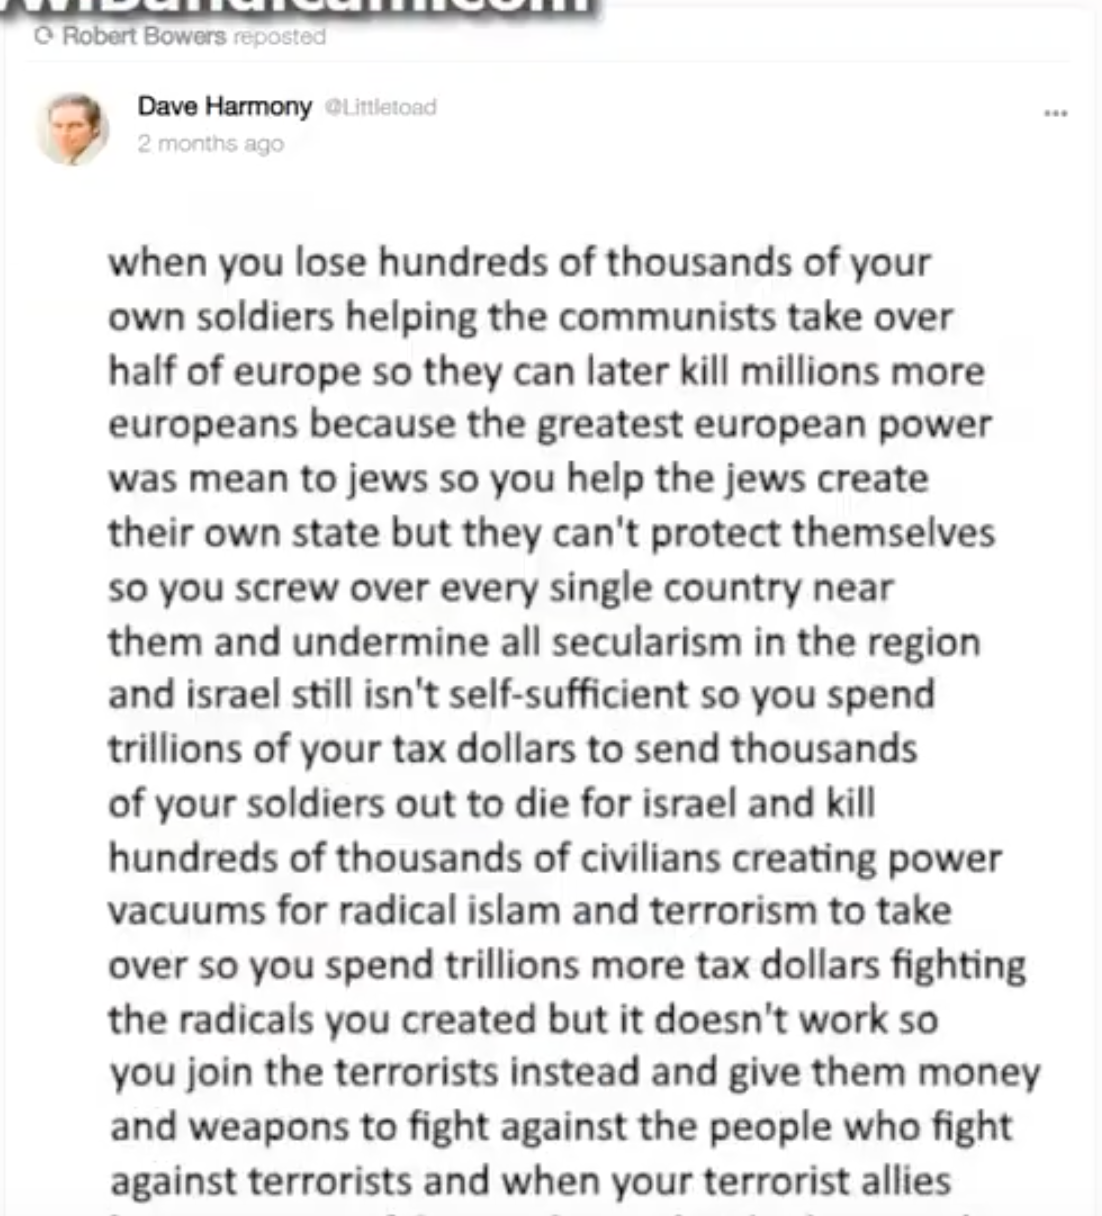 Robert Bowers reposted
Dave Harmony @Littletoad
2 months ago
when you lose hundreds of thousands of your
own soldiers helping the communists take over
half of europe so they can later kill millions more
europeans because the greatest european power
was mean to jews so you help the jews create
their own state but they can't protect themselves
so you screw over every single country near
them and undermine all secularism in the region
and israel still isn't self-sufficient so you spend
trillions of your tax dollars to send thousands
of your soldiers out to die for israel and kill
hundreds of thousands of civilians creating power
vacuums for radical islam and terrorism to take
over so you spend trillions more tax dollars fighting
the radicals you created but it doesn't work so
you join the terrorists instead and give them money
and weapons to fight against the people who fight
against terrorists and when your terrorist allies